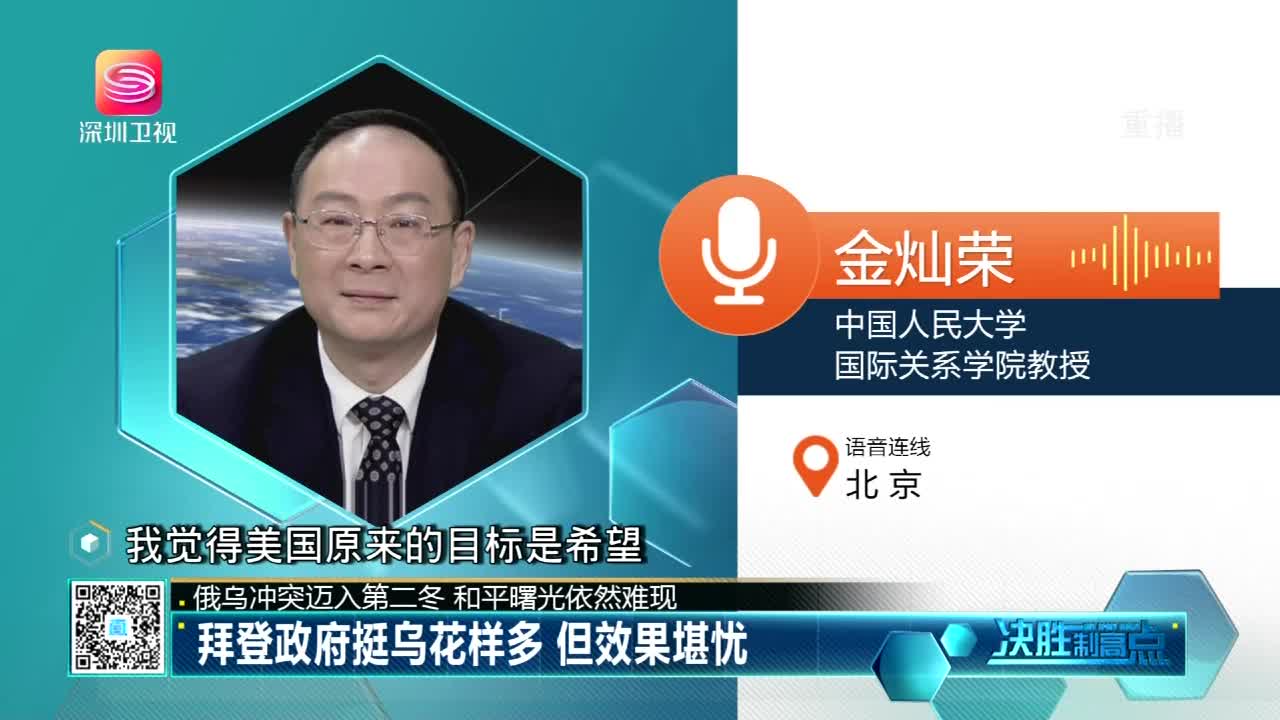 深圳卫视
重播
金灿荣
中国人民大学
国际关系学院教授
语音连线
北京
我觉得美国原来的目标是希望
俄乌冲突迈入第二冬 和平曙光依然难现
拜登政府挺乌花样多 但效果堪忧
决胜制高点
直